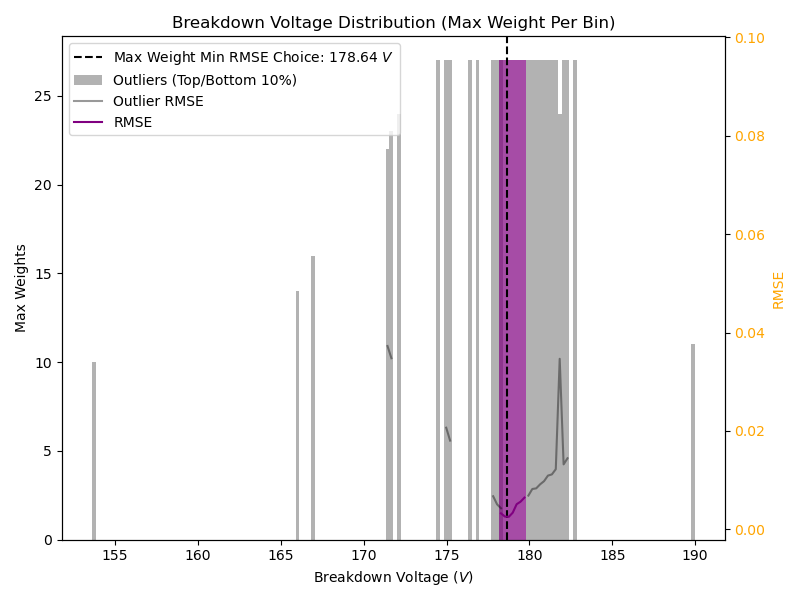 Breakdown Voltage Distribution (Max Weight Per Bin)
Max Weight Min RMSE Choice: 178.64 V
Outliers (Top/Bottom 10%)
Outlier RMSE
RMSE
Max Weights
0
5
10
15
20
25
155
160
165
170
175
180
185
190
Breakdown Voltage (V)
0.00
0.02
0.04
0.06
0.08
0.10
RMSE